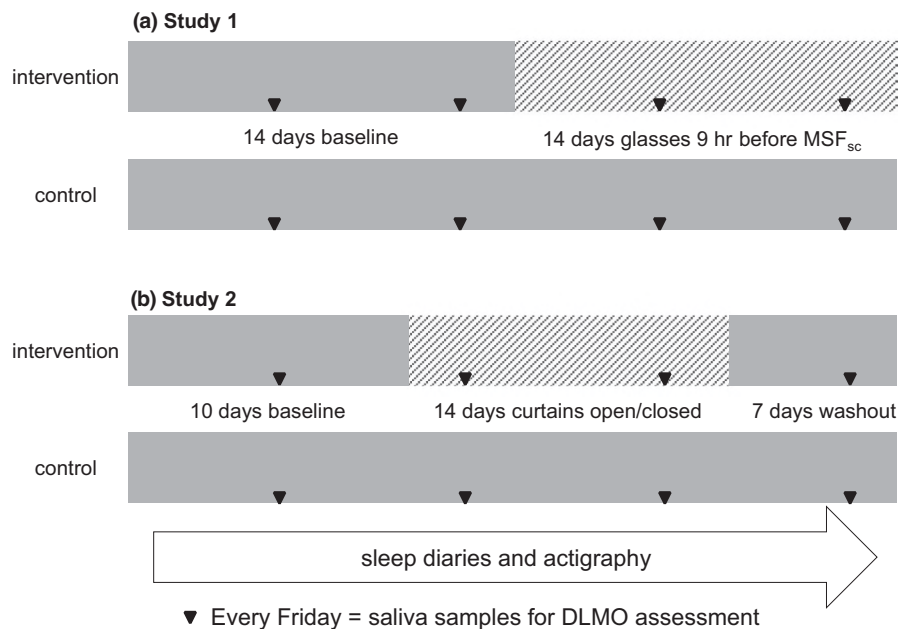 (a) Study 1
intervention
14 days baseline
14 days glasses 9 hr before MSFsc
control
(b) Study 2
intervention
10 days baseline
14 days curtains open/closed
7 days washout
control
sleep diaries and actigraphy
Every Friday = saliva samples for DLMO assessment